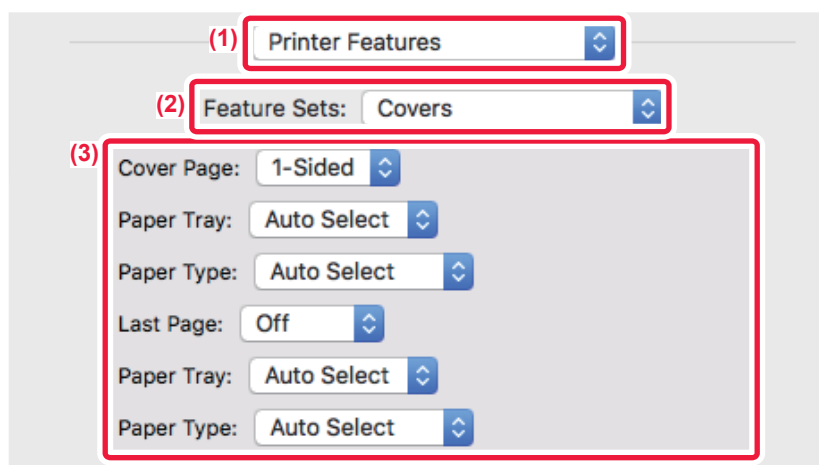 (1) Printer Features
(2) Feature Sets: Covers
(3)
Cover Page: 1-Sided
Paper Tray: Auto Select
Paper Type: Auto Select
Last Page: Off
Paper Tray: Auto Select
Paper Type: Auto Select